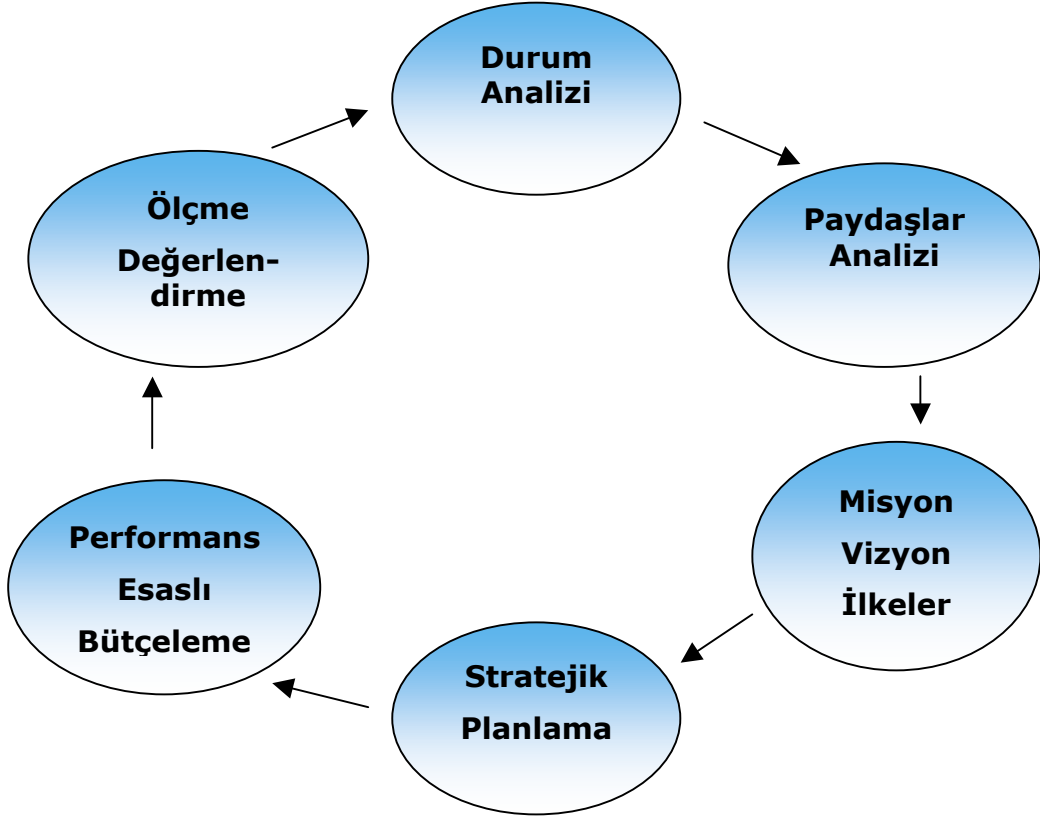 Durum
Analizi
Paydaşlar
Analizi
Misyon
Vizyon
İlkeler
Stratejik
Planlama
Performans
Esaslı
Bütçeleme
Ölçme
Değerlen-
dirme